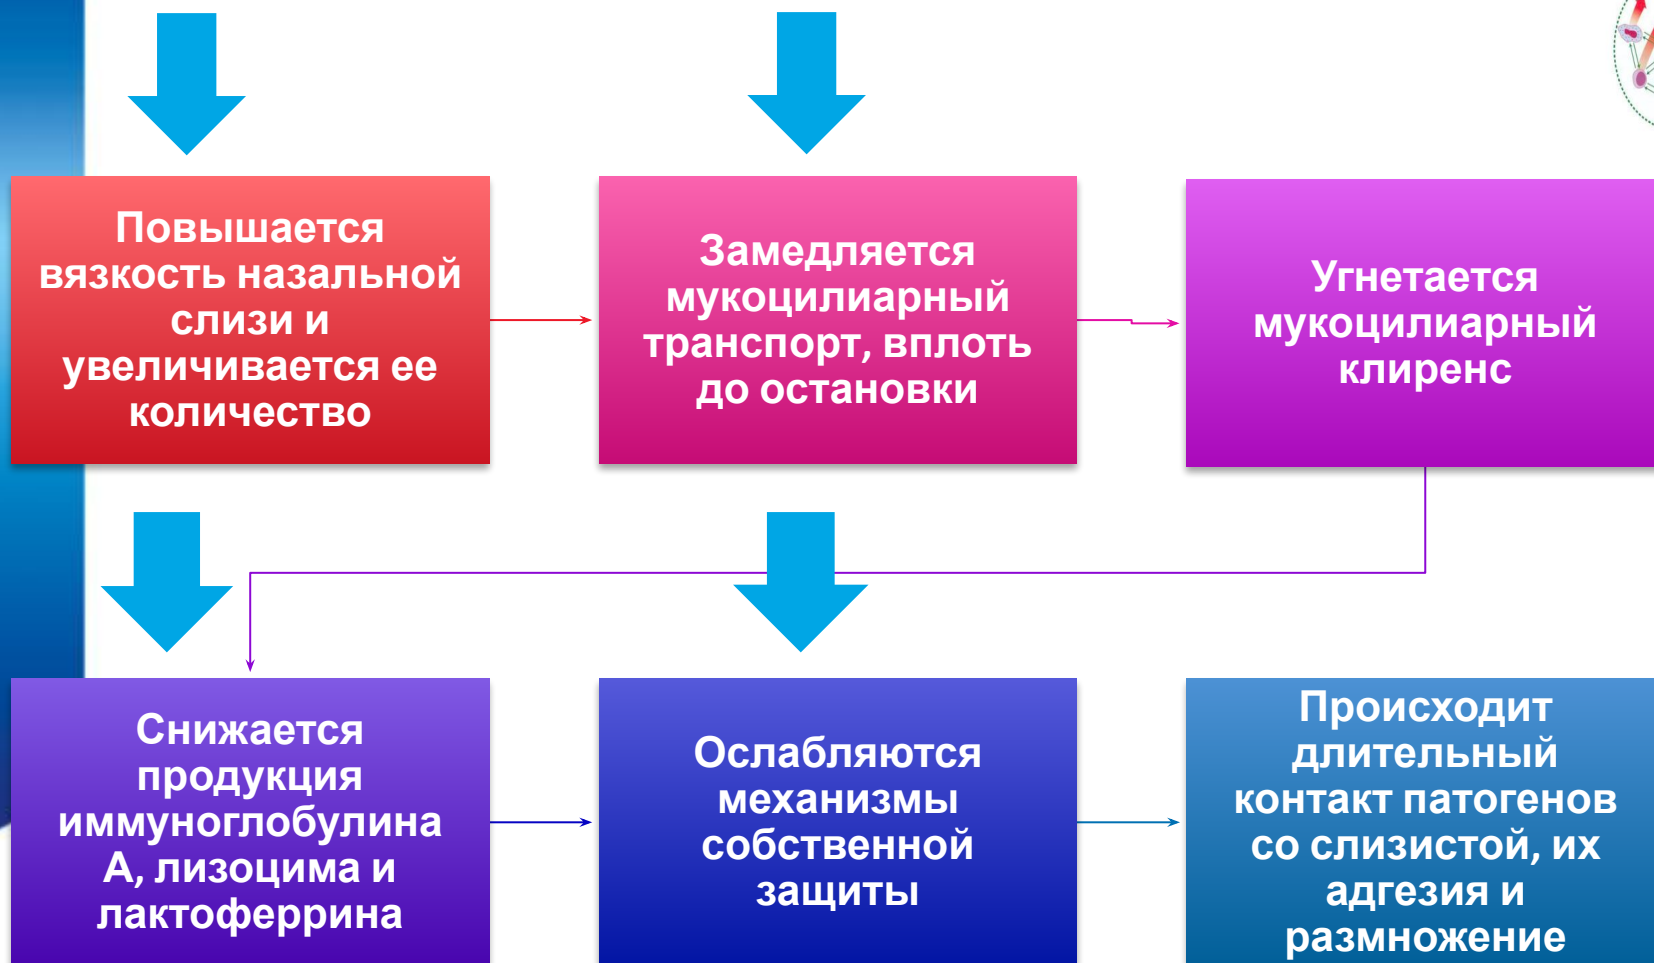 Повышается
вязкость назальной
слизи и
увеличивается ее
количество
Замедляется
мукоцилиарный
транспорт, вплоть
до остановки
Угнетается
мукоцилиарный
клиренс
Снижается
продукция
иммуноглобулина
А, лизоцима и
лактоферрина
Ослабляются
механизмы
собственной
защиты
Происходит
длительный
контакт патогенов
со слизистой, их
адгезия и
размножение